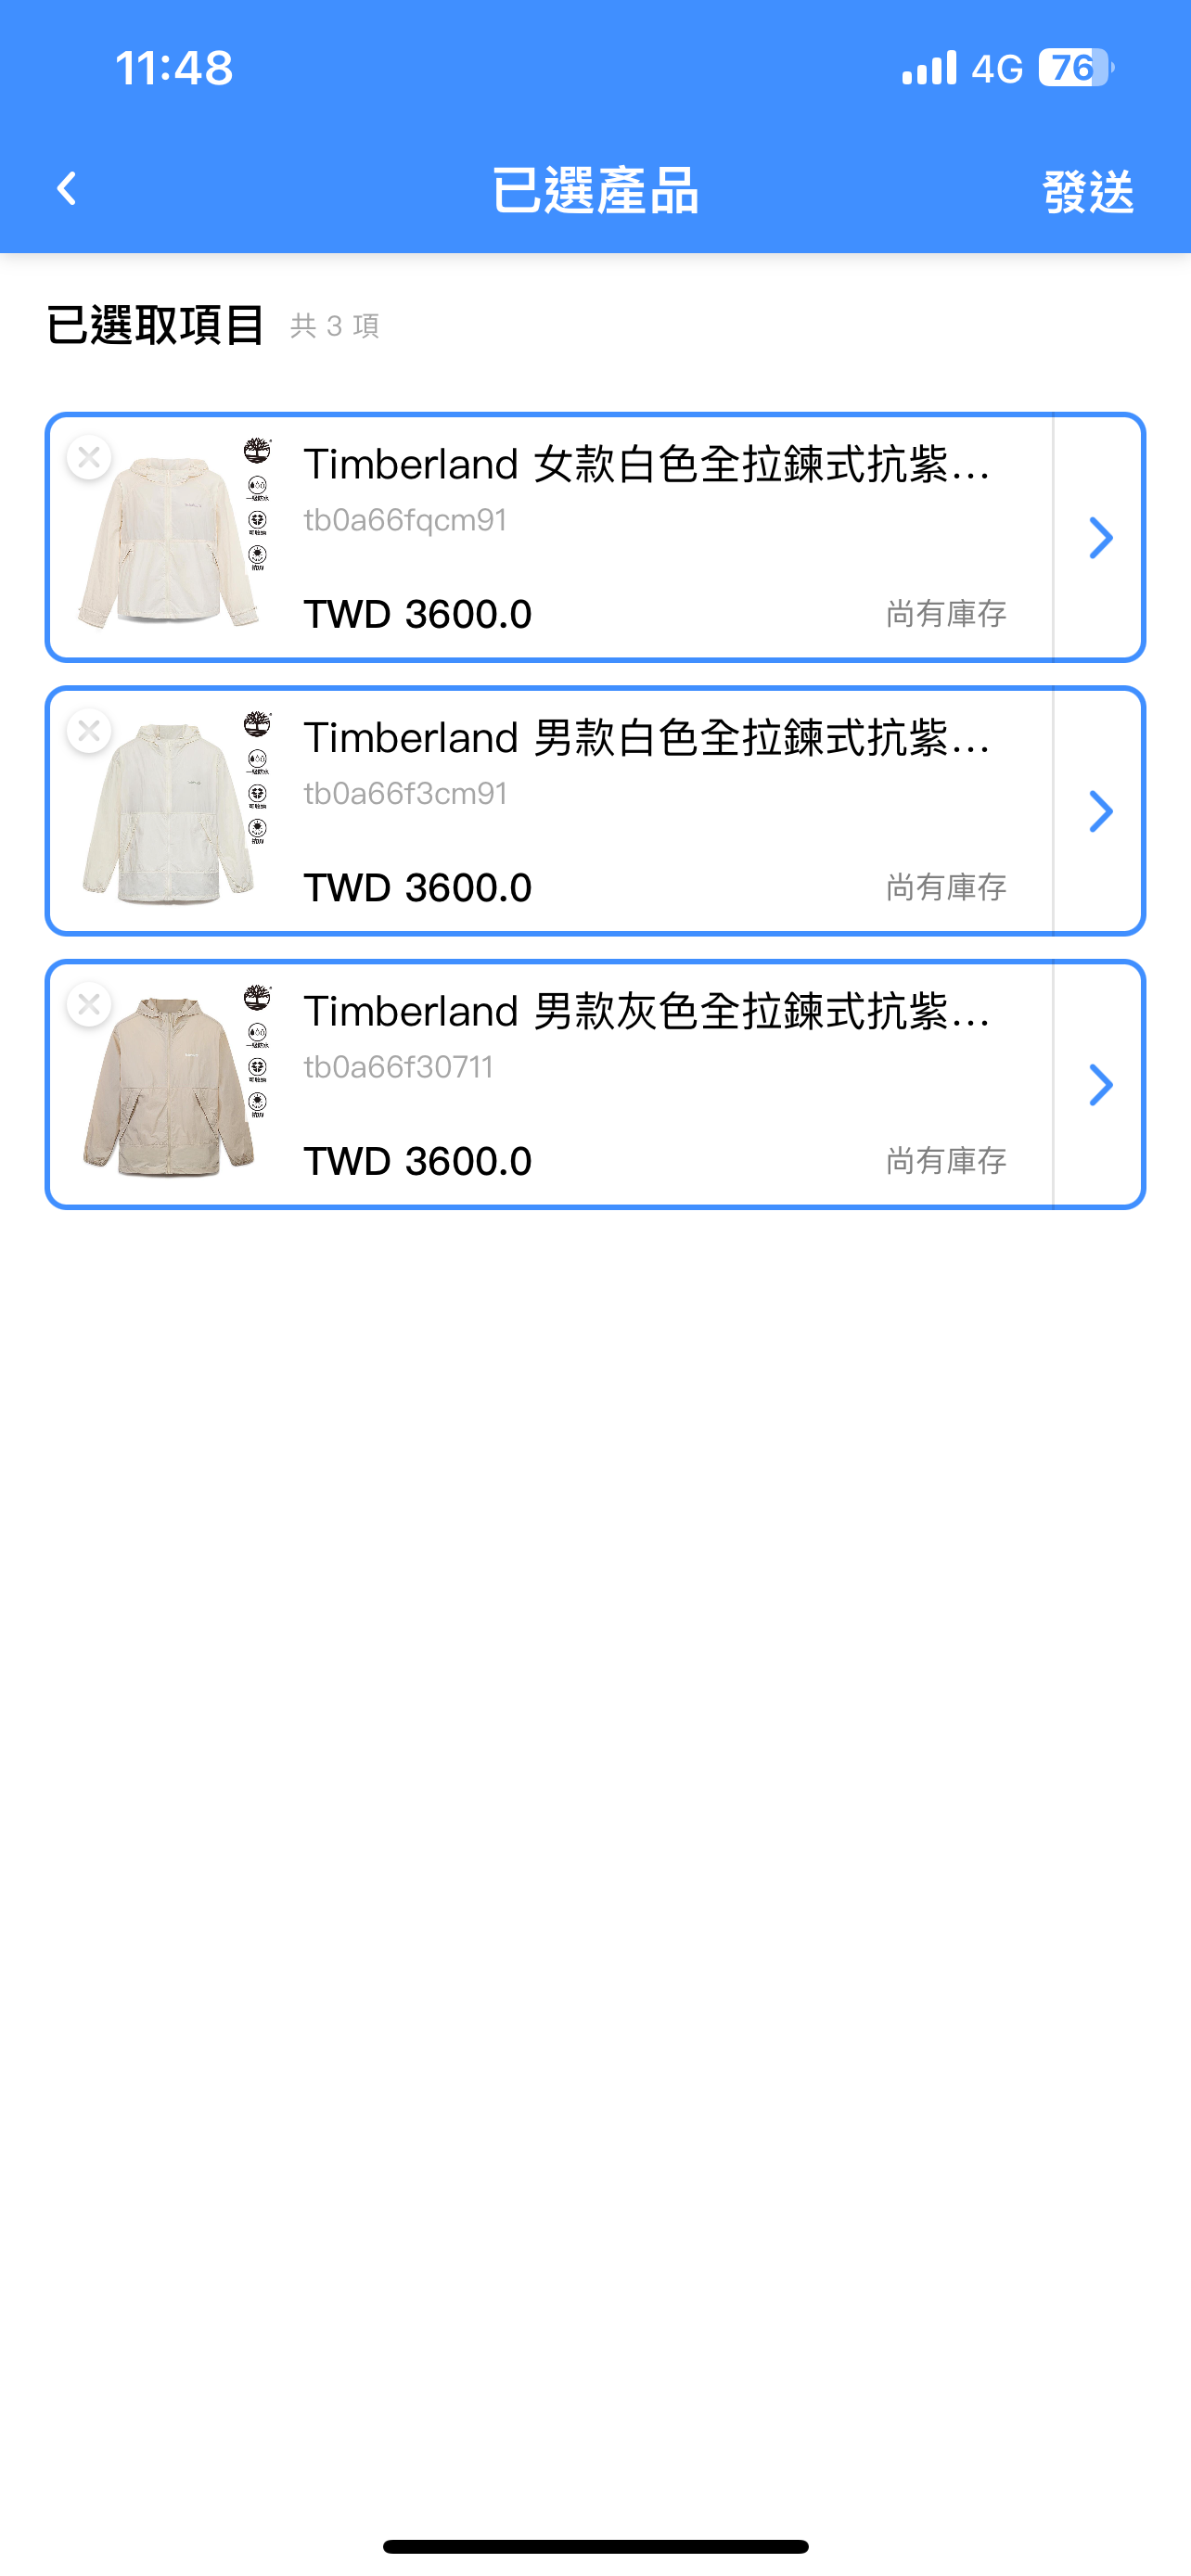 11:48
4G 76
已選產品
發送
已選取項目 共 3 項
Timberland 女款白色全拉鍊式抗紫...
tb0a66fqcm91
TWD 3600.0
尚有庫存
Timberland 男款白色全拉鍊式抗紫...
tb0a66f3cm91
TWD 3600.0
尚有庫存
Timberland 男款灰色全拉鍊式抗紫...
tb0a66f30711
TWD 3600.0
尚有庫存